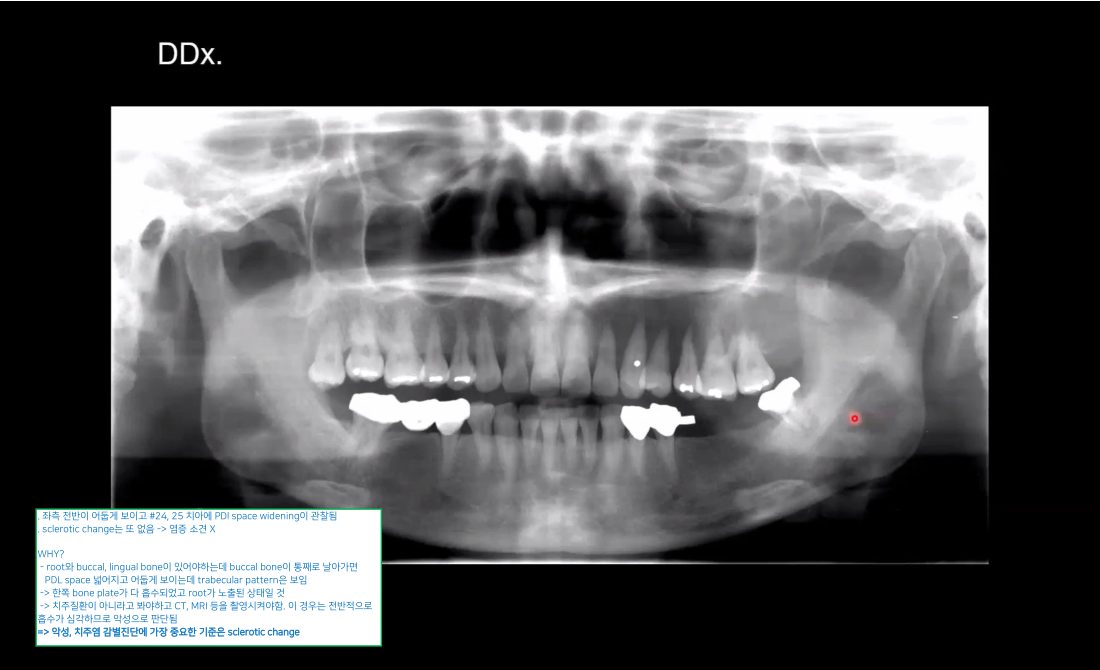 DDx.
. 좌측 전반이 어둡게 보이고 #24, 25 치아에 PDl space widening이 관찰됨
. sclerotic change는 또 없음 -> 염증 소견 X
WHY?
- root와 buccal, lingual bone이 있어야하는데 buccal bone이 통째로 날아가면
PDL space 넓어지고 어둡게 보이는데 trabecular pattern은 보임
-> 한쪽 bone plate가 다 흡수되었고 root가 노출된 상태일 것
-> 치주질환이 아니라고 봐야하고 CT, MRI 등을 촬영시켜야함. 이 경우는 전반적으로
흡수가 심각하므로 악성으로 판단됨
=> 악성, 치주염 감별진단에 가장 중요한 기준은 sclerotic change